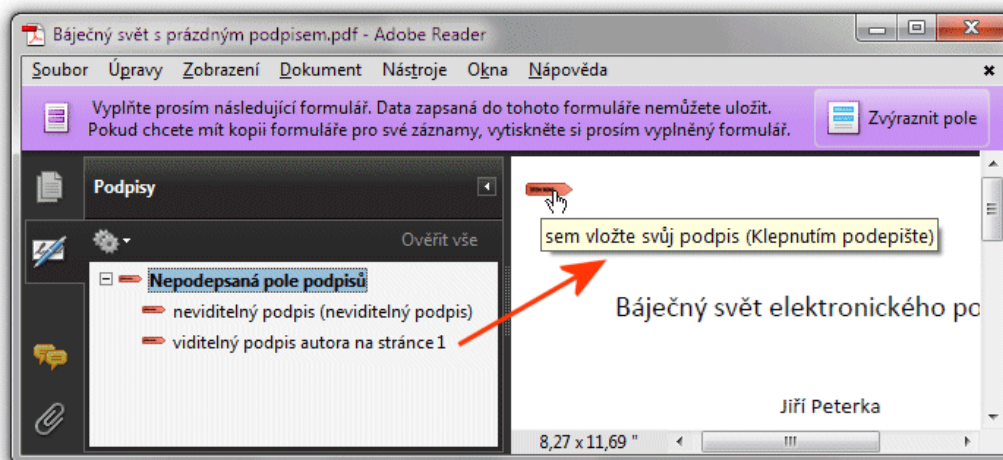 Báječný svět s prázdným podpisem.pdf - Adobe Reader
Soubor Úpravy Zobrazení Dokument Nástroje Okna Nápověda
Vyplňte prosím následující formulář. Data zapsaná do tohoto formuláře nemůžete uložit.
Pokud chcete mít kopii formuláře pro své záznamy, vytiskněte si prosím vyplněný formulář.
Zvýraznit pole
Podpisy
Ověřit vše
Nepodepsaná pole podpisů
neviditelný podpis (neviditelný podpis)
viditelný podpis autora na stránce 1
sem vložte svůj podpis (Klepnutím podepište)
Báječný svět elektronického po
Jiří Peterka
8,27 x 11,69 "